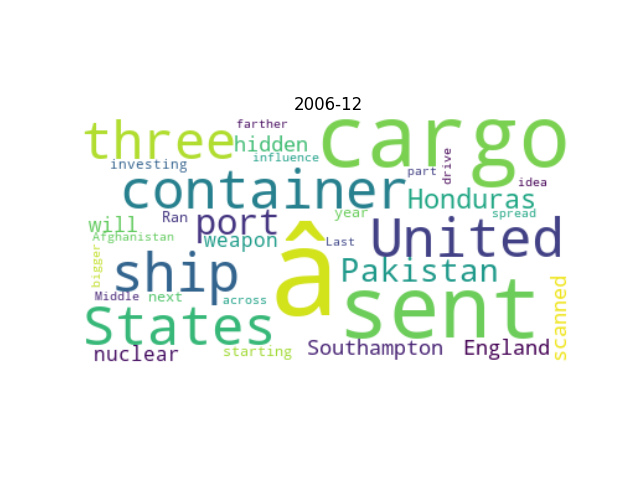 2006-12
three
farther
hidden
cargo
investing
influence
part
drive
idea
container
Honduras
spread
will
Ran
port
year
Afghanistan
weapon
Last
United
bigger
ship
â
Pakistan
Middle
next
across
sent
scanned
States
nuclear
starting
Southampton
England